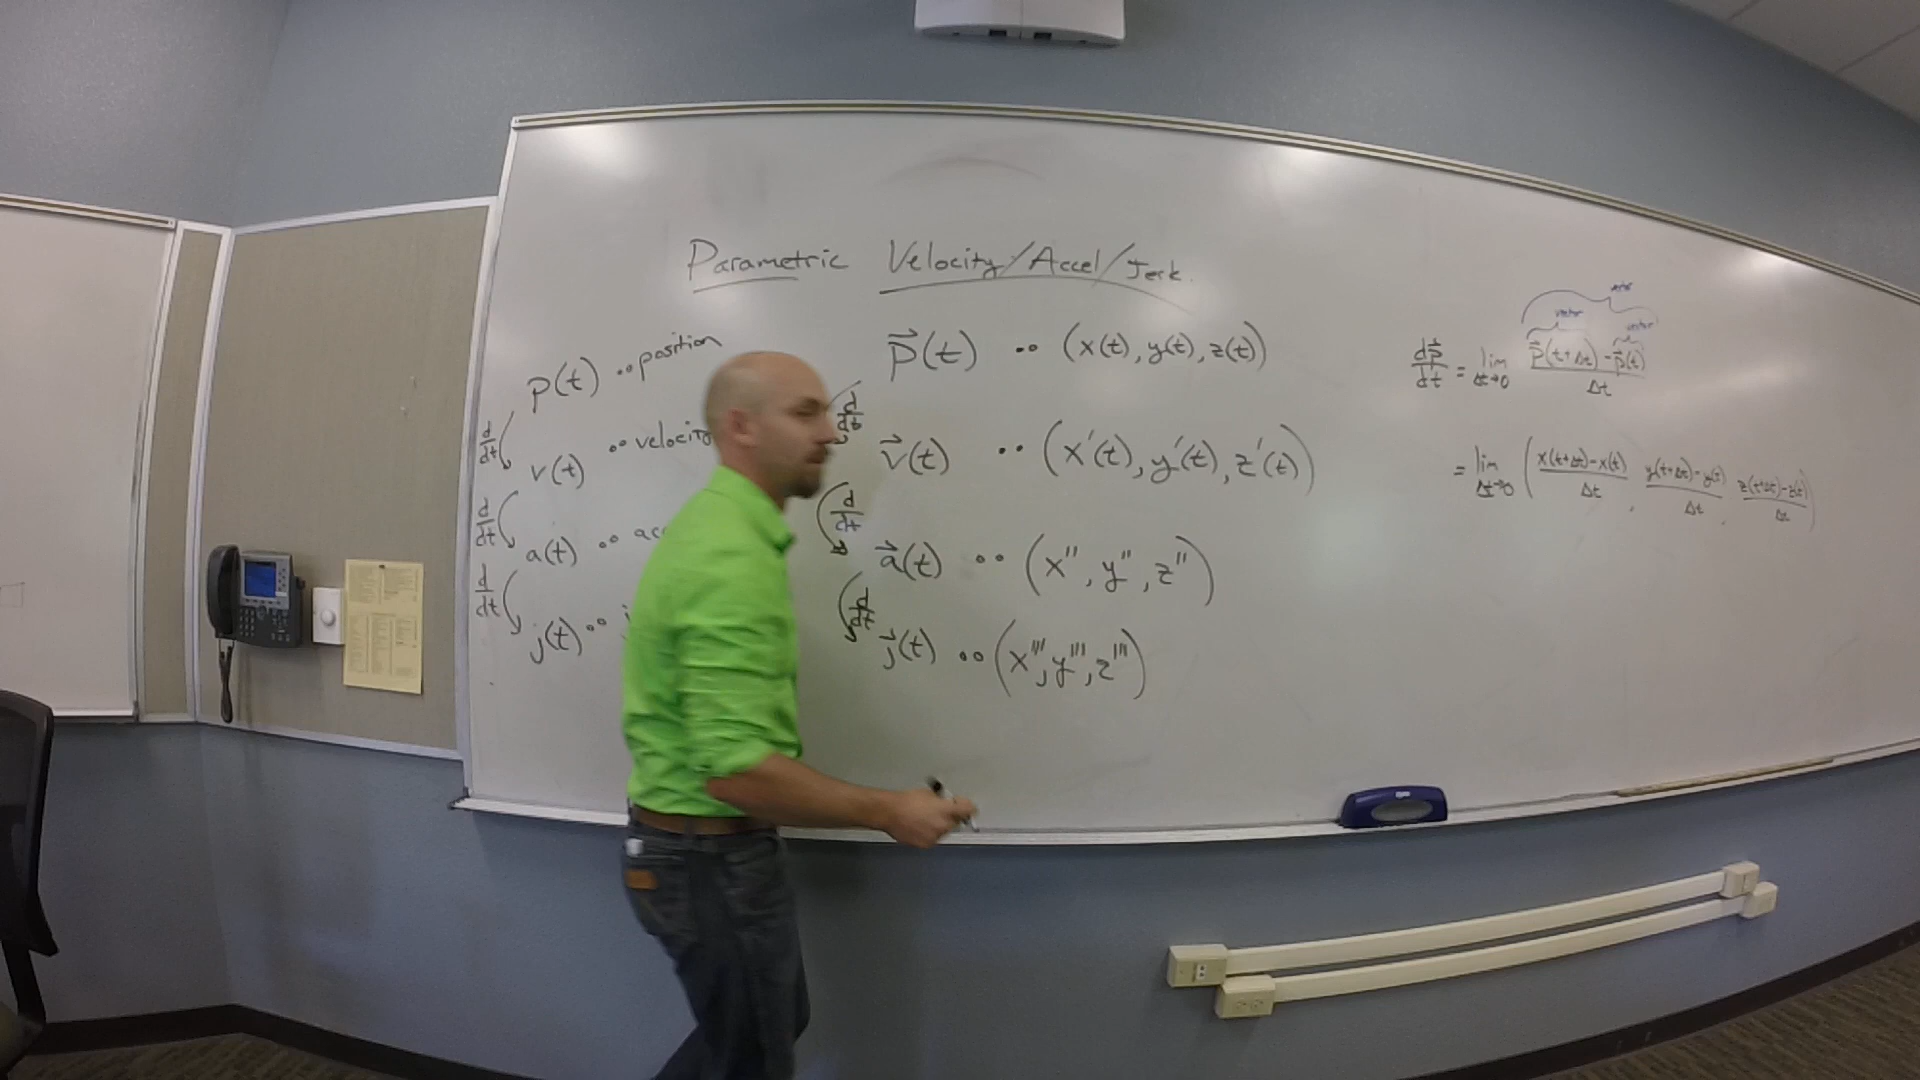 Parametric Velocity/Accel/Jerk.
p(t) •• position
d/dt
v(t) •• velocity
d/dt
a(t) ••
d/dt
j(t) ••
p⃗(t) •• (x(t), y(t), z(t))
d/dt
v⃗(t) •• (x'(t), y'(t), z'(t))
d/dt
a⃗(t) •• (x'', y'', z'')
d/dt
j⃗(t) •• (x''', y''', z''')
vector
vector
vector
dp⃗/dt = lim Δt→0 (p⃗(t+Δt) - p⃗(t))/Δt
= lim Δt→0 ((x(t+Δt)-x(t))/Δt, (y(t+Δt)-y(t))/Δt, (z(t+Δt)-z(t))/Δt)